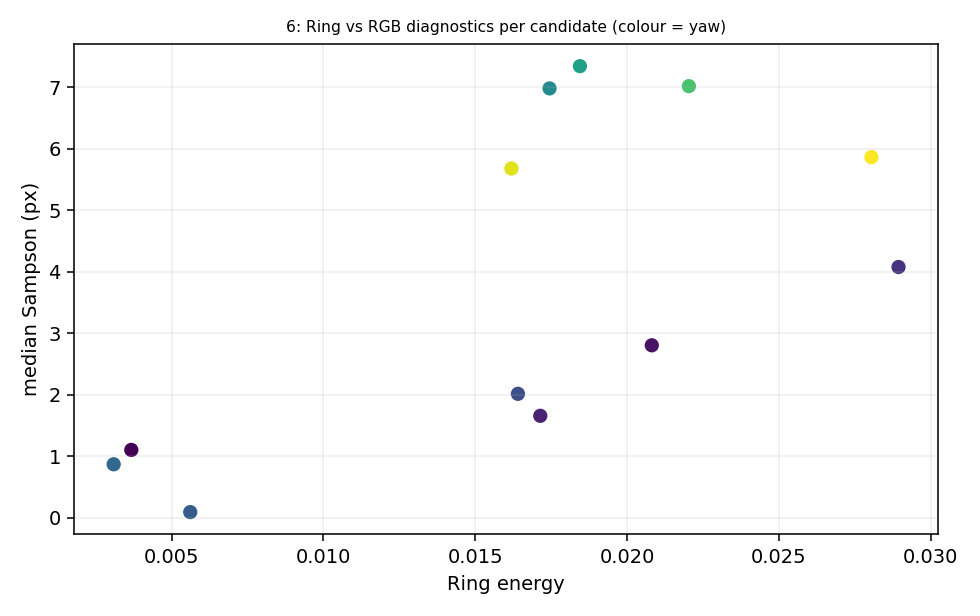 6: Ring vs RGB diagnostics per candidate (colour = yaw)
7
6
5
4
3
2
1
0
median Sampson (px)
0.005 0.010 0.015 0.020 0.025 0.030
Ring energy